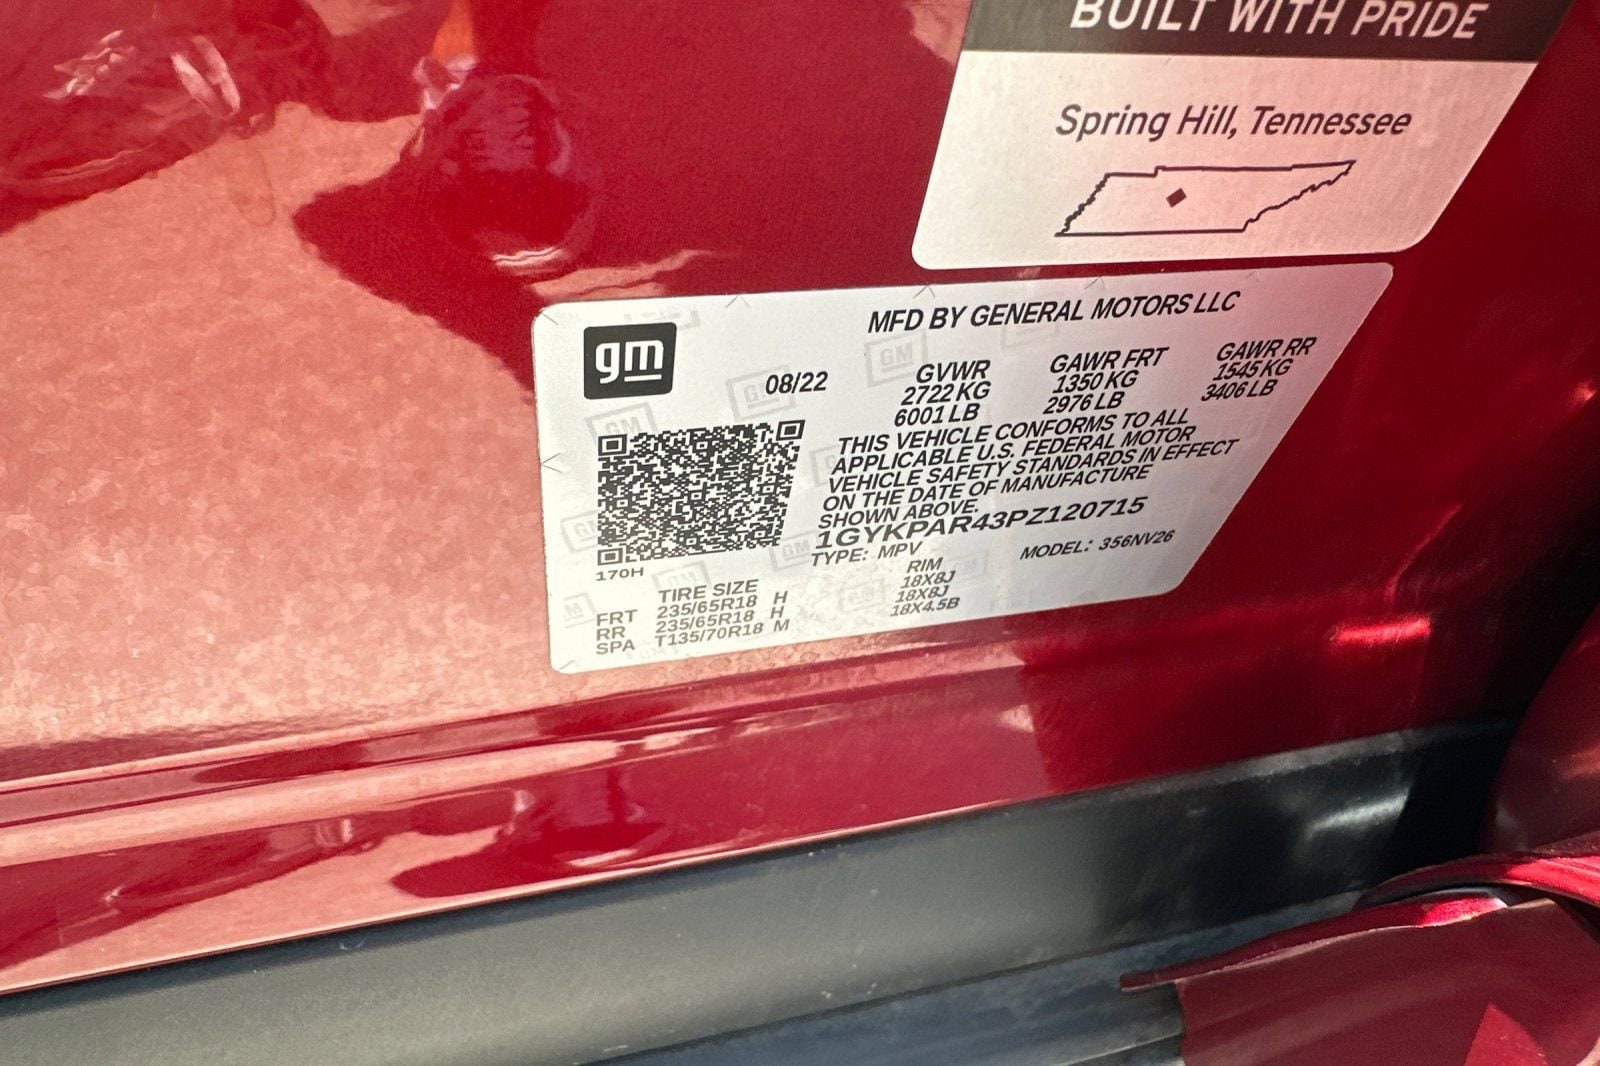 BUILT WITH PRIDE
Spring Hill, Tennessee
gm
MFD BY GENERAL MOTORS LLC
08/22
GVWR
2722 KG
6001 LB
GAWR FRT
1350 KG
2976 LB
GAWR RR
1545 KG
3406 LB
THIS VEHICLE CONFORMS TO ALL
APPLICABLE U.S. FEDERAL MOTOR
VEHICLE SAFETY STANDARDS IN EFFECT
ON THE DATE OF MANUFACTURE
SHOWN ABOVE.
1GYKPAR43PZ120715
TYPE: MPV
MODEL: 356NV26
170H
TIRE SIZE RIM
FRT 235/65R18 H 18X8J
RR 235/65R18 H 18X8J
SPA T135/70R18 M 18X4.5B